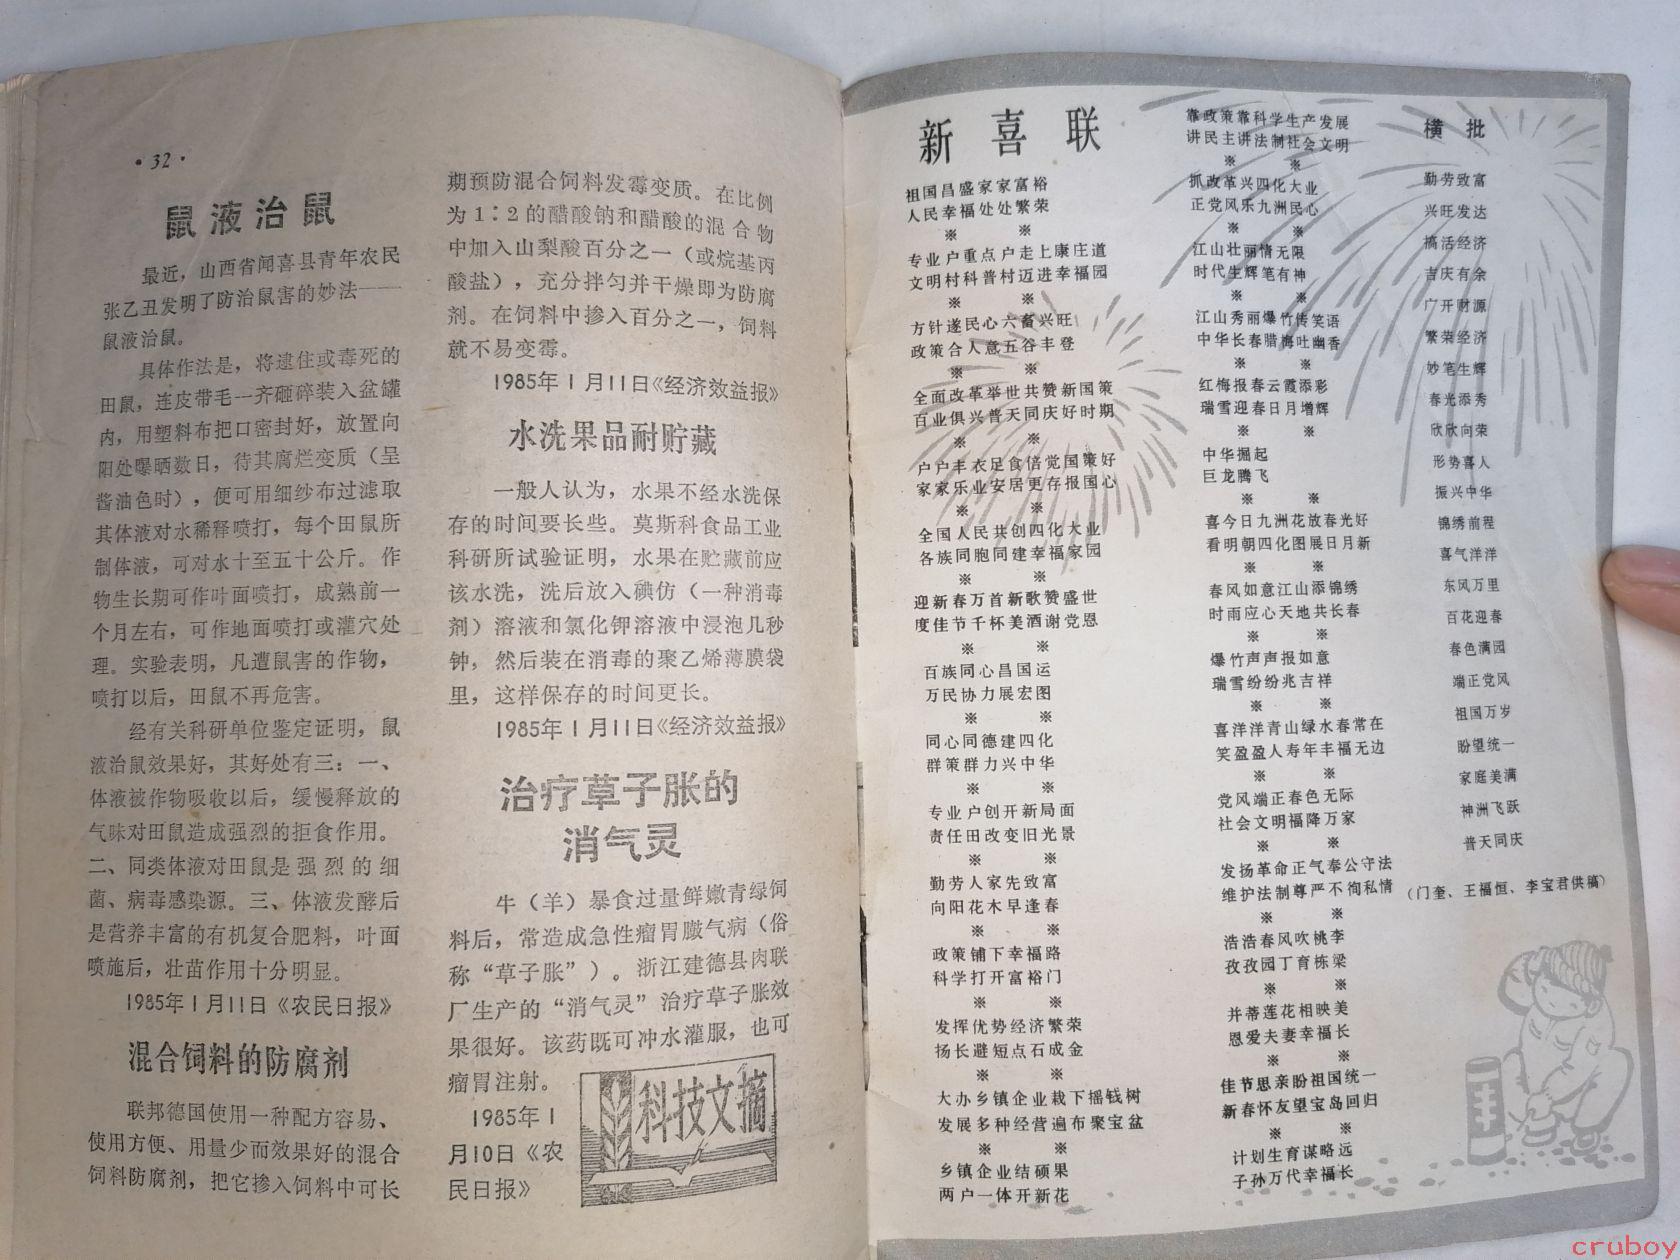 ·32·
鼠液治鼠
最近，山西省闻喜县青年农民
张乙丑发明了防治鼠害的妙法——
鼠液治鼠。
具体作法是，将逮住或毒死的
田鼠，连皮带毛一齐砸碎装入盆罐
内，用塑料布把口密封好，放置向
阳处曝晒数日，待其腐烂变质（呈
酱油色时），便可用细纱布过滤取
其体液对水稀释喷打，每个田鼠所
制体液，可对水十至五十公斤。作
物生长期可作叶面喷打，成熟前一
个月左右，可作地面喷打或灌穴处
理。实验表明，凡遭鼠害的作物，
喷打以后，田鼠不再危害。
经有关科研单位鉴定证明，鼠
液治鼠效果好，其好处有三：一、
体液被作物吸收以后，缓慢释放的
气味对田鼠造成强烈的拒食作用。
二、同类体液对田鼠是强烈的细
菌、病毒感染源。三、体液发酵后
是营养丰富的有机复合肥料，叶面
喷施后，壮苗作用十分明显。
1985年1月11日《农民日报》
混合饲料的防腐剂
联邦德国使用一种配方容易、
使用方便、用量少而效果好的混合
饲料防腐剂，把它掺入饲料中可长
期预防混合饲料发霉变质。在比例
为1∶2的醋酸钠和醋酸的混合物
中加入山梨酸百分之一（或烷基丙
酸盐），充分拌匀并干燥即为防腐
剂。在饲料中掺入百分之一，饲料
就不易变霉。
1985年1月11日《经济效益报》
水洗果品耐贮藏
一般人认为，水果不经水洗保
存的时间要长些。莫斯科食品工业
科研所试验证明，水果在贮藏前应
该水洗，洗后放入碘仿（一种消毒
剂）溶液和氯化钾溶液中浸泡几秒
钟，然后装在消毒的聚乙烯薄膜袋
里，这样保存的时间更长。
1985年1月11日《经济效益报》
治疗草子胀的
消气灵
牛（羊）暴食过量鲜嫩青绿饲
料后，常造成急性瘤胃臌气病（俗
称“草子胀”）。浙江建德县肉联
厂生产的“消气灵”治疗草子胀效
果很好。该药既可冲水灌服，也可
瘤胃注射。
1985年1
月10日《农
民日报》
科技文摘
新喜联
祖国昌盛家家富裕
人民幸福处处繁荣
※ ※
专业户重点户走上康庄道
文明村科普村迈进幸福园
※ ※
方针遂民心六畜兴旺
政策合人意五谷丰登
※ ※
全面改革举世共赞新国策
百业俱兴普天同庆好时期
※ ※
户户丰衣足食倍觉国策好
家家乐业安居更存报国心
※ ※
全国人民共创四化大业
各族同胞同建幸福家园
※ ※
迎新春万首新歌赞盛世
度佳节千杯美酒谢党恩
※ ※
百族同心昌国运
万民协力展宏图
※ ※
同心同德建四化
群策群力兴中华
※ ※
专业户创开新局面
责任田改变旧光景
※ ※
勤劳人家先致富
向阳花木早逢春
※ ※
政策铺下幸福路
科学打开富裕门
※ ※
发挥优势经济繁荣
扬长避短点石成金
※ ※
大办乡镇企业栽下摇钱树
发展多种经营遍布聚宝盆
※ ※
乡镇企业结硕果
两户一体开新花
靠政策靠科学生产发展
讲民主讲法制社会文明
※ ※
抓改革兴四化大业
正党风乐九洲民心
※ ※
江山壮丽情无限
时代生辉笔有神
※ ※
江山秀丽爆竹传笑语
中华长春腊梅吐幽香
※ ※
红梅报春云霞添彩
瑞雪迎春日月增辉
※ ※
中华掘起
巨龙腾飞
※ ※
喜今日九洲花放春光好
看明朝四化图展日月新
※ ※
春风如意江山添锦绣
时雨应心天地共长春
※ ※
爆竹声声报如意
瑞雪纷纷兆吉祥
※ ※
喜洋洋青山绿水春常在
笑盈盈人寿年丰福无边
※ ※
党风端正春色无际
社会文明福降万家
※ ※
发扬革命正气奉公守法
维护法制尊严不徇私情
※ ※
浩浩春风吹桃李
孜孜园丁育栋梁
※ ※
并蒂莲花相映美
恩爱夫妻幸福长
※ ※
佳节思亲盼祖国统一
新春怀友望宝岛回归
※ ※
计划生育谋略远
子孙万代幸福长
横批
勤劳致富
兴旺发达
搞活经济
吉庆有余
广开财源
繁荣经济
妙笔生辉
春光添秀
欣欣向荣
形势喜人
振兴中华
锦绣前程
喜气洋洋
东风万里
百花迎春
春色满园
端正党风
祖国万岁
盼望统一
家庭美满
神洲飞跃
普天同庆
（门奎、王福恒、李宝君供稿）
cruboy